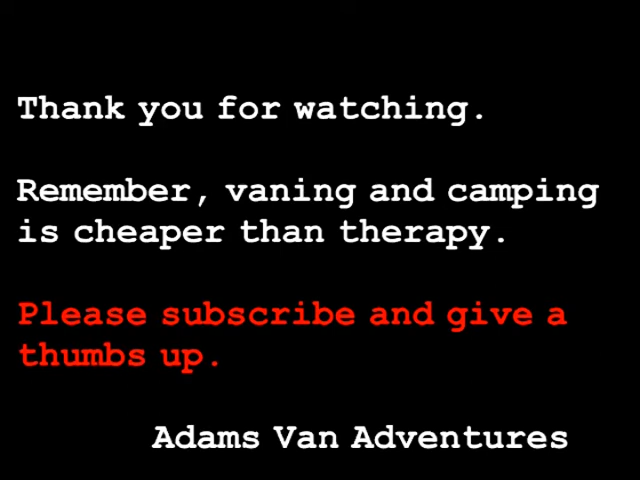 Thank you for watching.
Remember, vaning and camping
is cheaper than therapy.
Please subscribe and give a
thumbs up.
Adams Van Adventures